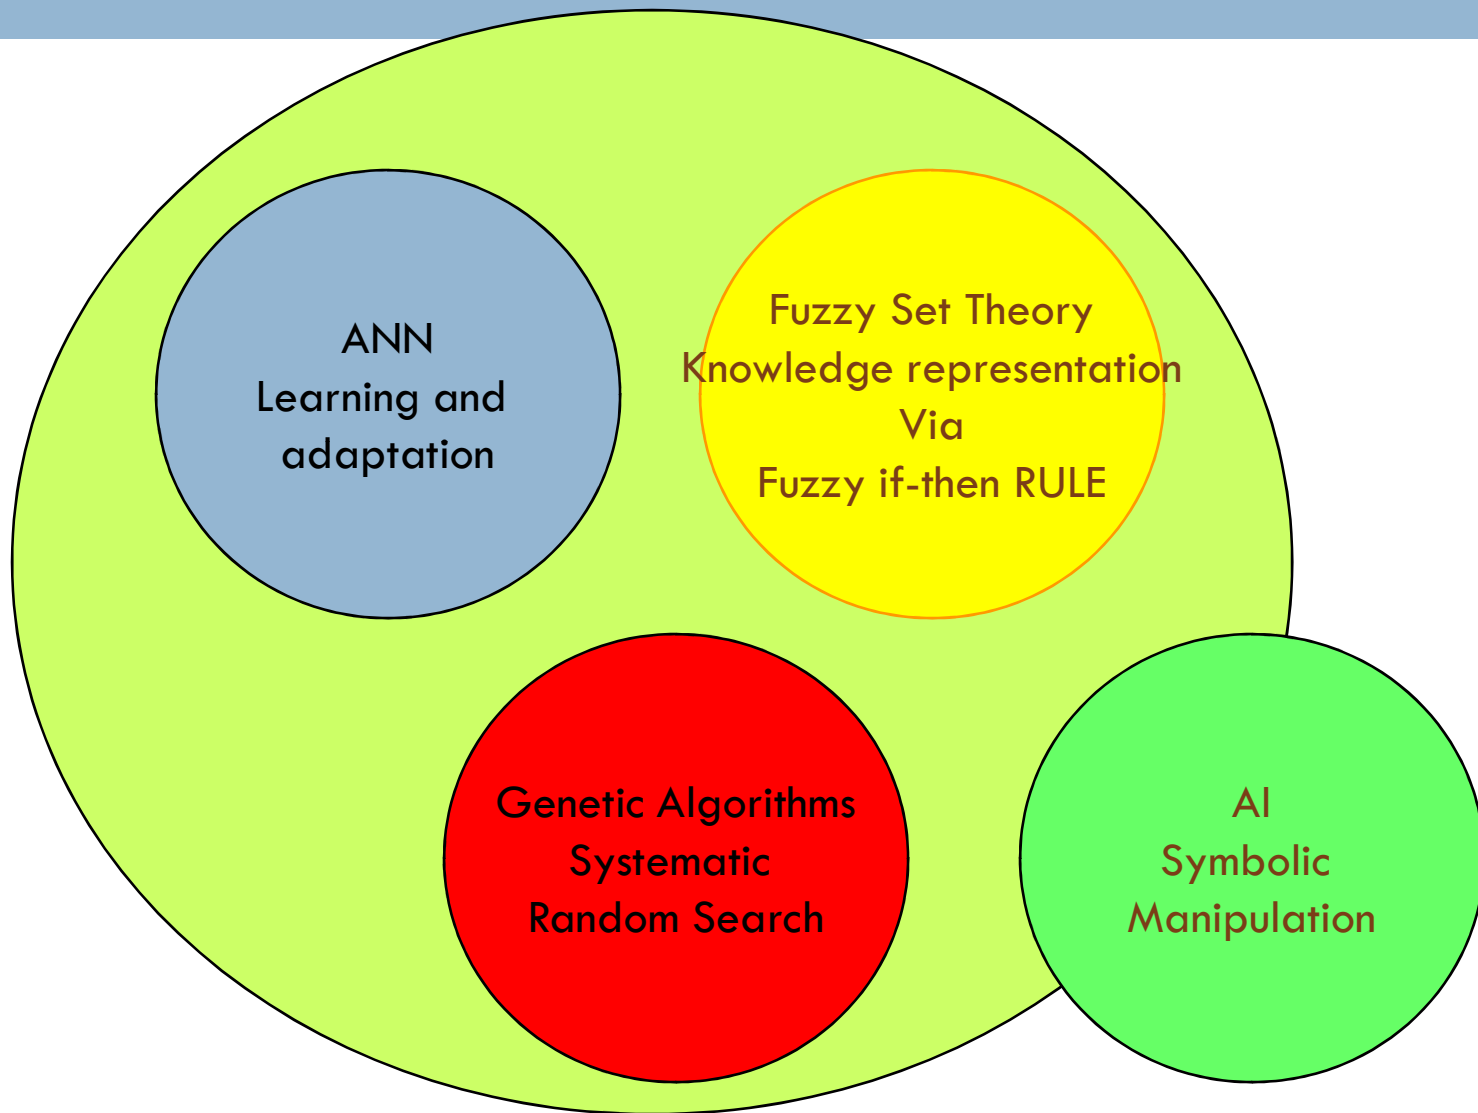 ANN
Learning and
adaptation
Fuzzy Set Theory
Knowledge representation
Via
Fuzzy if-then RULE
Genetic Algorithms
Systematic
Random Search
AI
Symbolic
Manipulation